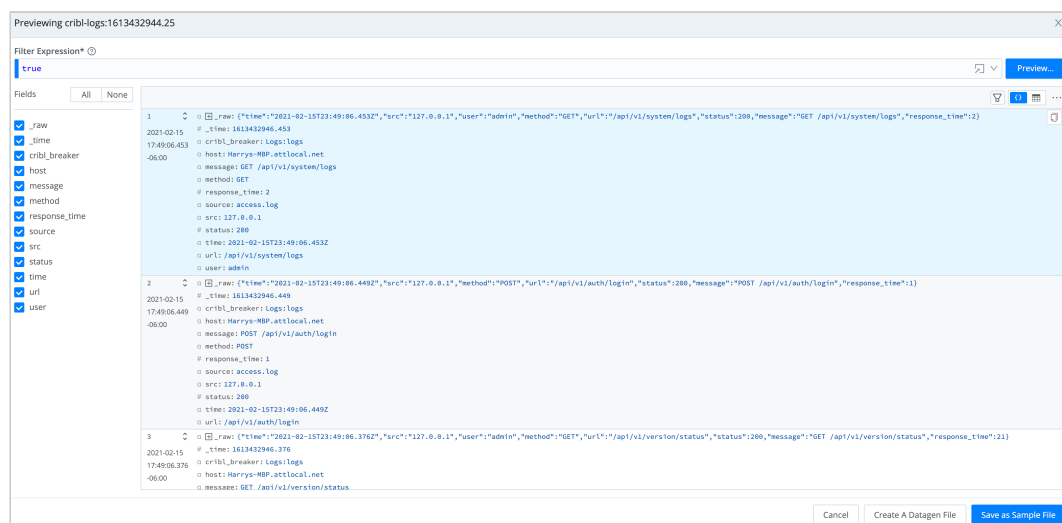 Previewing cribl-logs:1613432944.25
Filter Expression*
true
Preview...
Fields
All None
_raw
_time
cribl_breaker
host
message
method
response_time
source
src
status
time
url
user
1
2021-02-15
17:49:06.453
-06:00
α _raw: {"time":"2021-02-15T23:49:06.453Z","src":"127.0.0.1","user":"admin","method":"GET","url":"/api/v1/system/logs","status":200,"message":"GET /api/v1/system/logs","response_time":2}
# _time: 1613432946.453
α cribl_breaker: Logs:logs
α host: Harrys-MBP.attlocal.net
α message: GET /api/v1/system/logs
α method: GET
# response_time: 2
α source: access.log
α src: 127.0.0.1
# status: 200
α time: 2021-02-15T23:49:06.453Z
α url: /api/v1/system/logs
α user: admin
2
2021-02-15
17:49:06.449
-06:00
α _raw: {"time":"2021-02-15T23:49:06.449Z","src":"127.0.0.1","method":"POST","url":"/api/v1/auth/login","status":200,"message":"POST /api/v1/auth/login","response_time":1}
# _time: 1613432946.449
α cribl_breaker: Logs:logs
α host: Harrys-MBP.attlocal.net
α message: POST /api/v1/auth/login
α method: POST
# response_time: 1
α source: access.log
α src: 127.0.0.1
# status: 200
α time: 2021-02-15T23:49:06.449Z
α url: /api/v1/auth/login
3
2021-02-15
17:49:06.376
-06:00
α _raw: {"time":"2021-02-15T23:49:06.376Z","src":"127.0.0.1","user":"admin","method":"GET","url":"/api/v1/version/status","status":200,"message":"GET /api/v1/version/status","response_time":21}
# _time: 1613432946.376
α cribl_breaker: Logs:logs
α host: Harrys-MBP.attlocal.net
α message: GET /api/v1/version/status
Cancel
Create A Datagen File
Save as Sample File